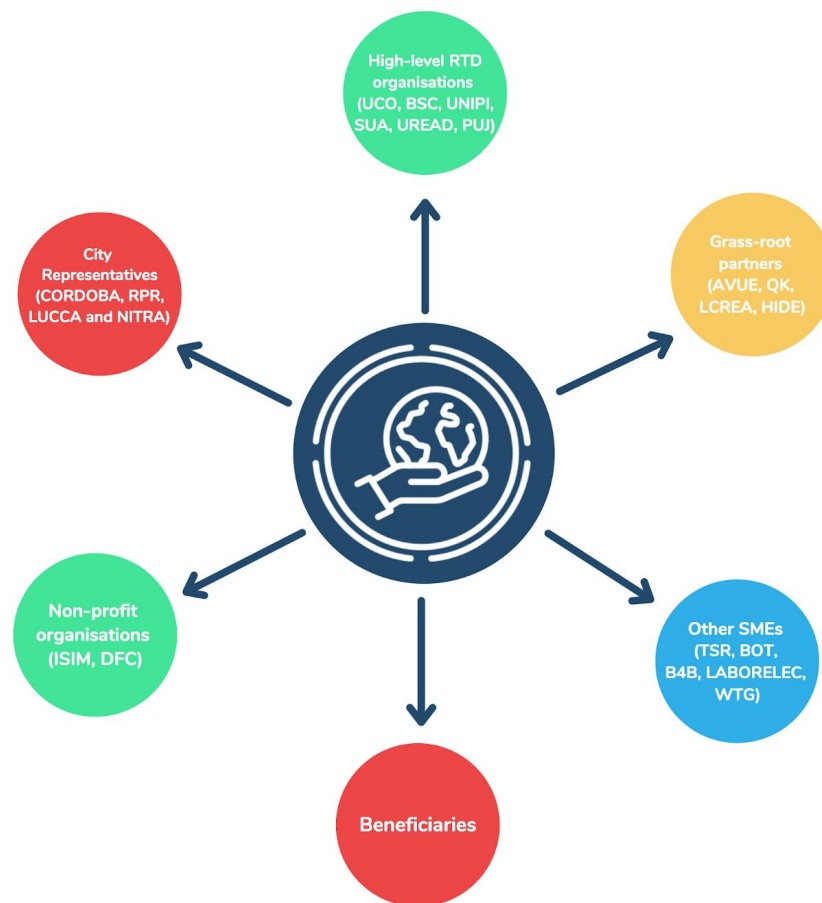 High-level RTD
organisations
(UCO, BSC, UNIPI,
SUA, UREAD, PUJ)
City
Representatives
(CORDOBA, RPR,
LUCCA and NITRA)
Grass-root
partners
(AVUE, QK,
LCREA, HIDE)
Non-profit
organisations
(ISIM, DFC)
Other SMEs
(TSR, BOT,
B4B, LABORELEC,
WTG)
Beneficiaries